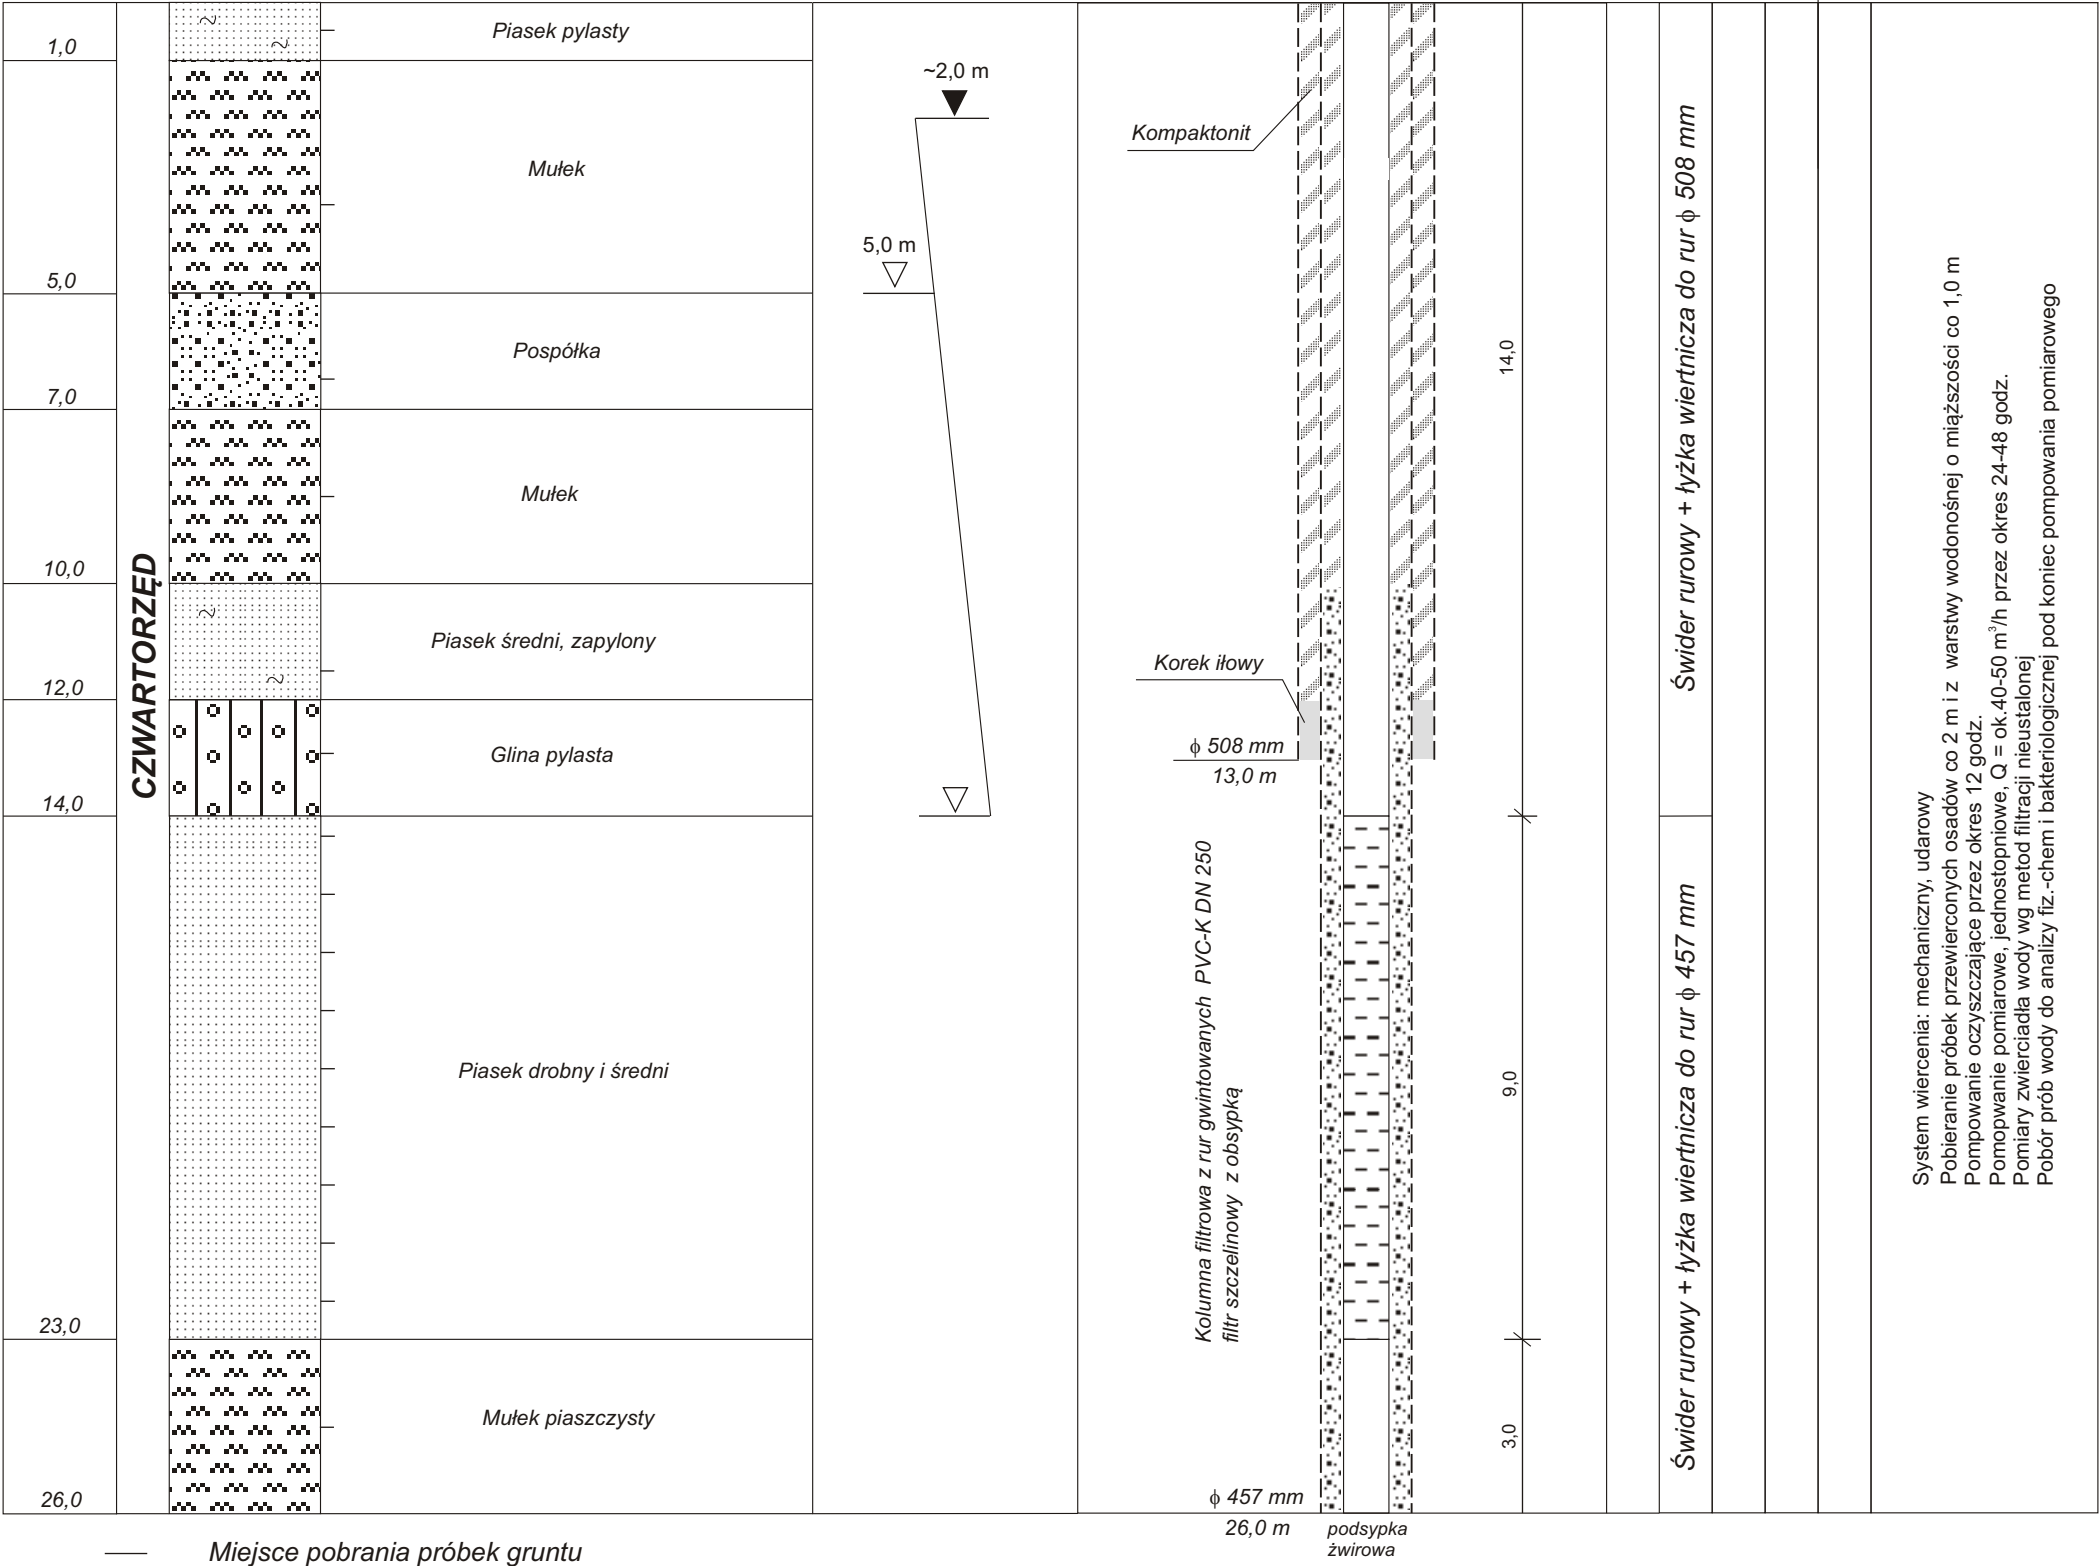 1,0
5,0
7,0
10,0
12,0
14,0
23,0
26,0
CZWARTORZĘD
Piasek pylasty
Mułek
Pospółka
Mułek
Piasek średni, zapylony
Glina pylasta
Piasek drobny i średni
Mułek piaszczysty
~2,0 m
5,0 m
Kompaktonit
Korek iłowy
ϕ 508 mm
13,0 m
Kolumna filtrowa z rur gwintowanych PVC-K DN 250
filtr szczelinowy z obsypką
ϕ 457 mm
26,0 m
podsypka
żwirowa
14,0
9,0
3,0
Świder rurowy + łyżka wiertnicza do rur ϕ 508 mm
Świder rurowy + łyżka wiertnicza do rur ϕ 457 mm
System wiercenia: mechaniczny, udarowy
Pobieranie próbek przewierconych osadów co 2 m i z warstwy wodonośnej o miąższości co 1,0 m
Pompowanie oczyszczające przez okres 12 godz.
Pomopwanie pomiarowe, jednostopniowe, Q = ok.40-50 m³/h przez okres 24-48 godz.
Pomiary zwierciadła wody wg metod filtracji nieustalonej
Pobór prób wody do analizy fiz.-chem i bakteriologicznej pod koniec pompowania pomiarowego
Miejsce pobrania próbek gruntu